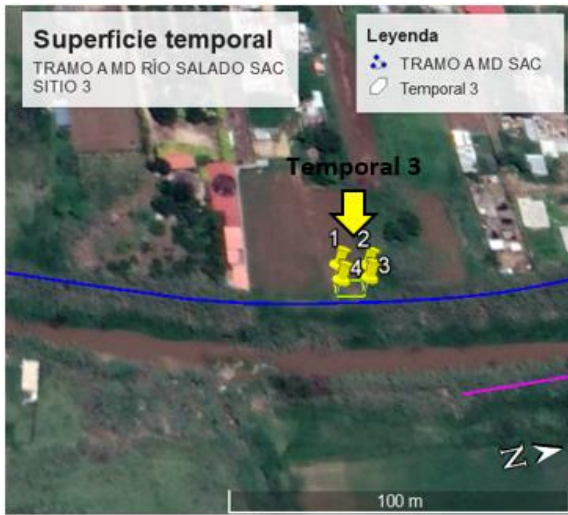 Superficie temporal
TRAMO A MD RÍO SALADO SAC
SITIO 3
Leyenda
TRAMO A MD SAC
Temporal 3
Temporal 3
1 2
4 3
N
100 m